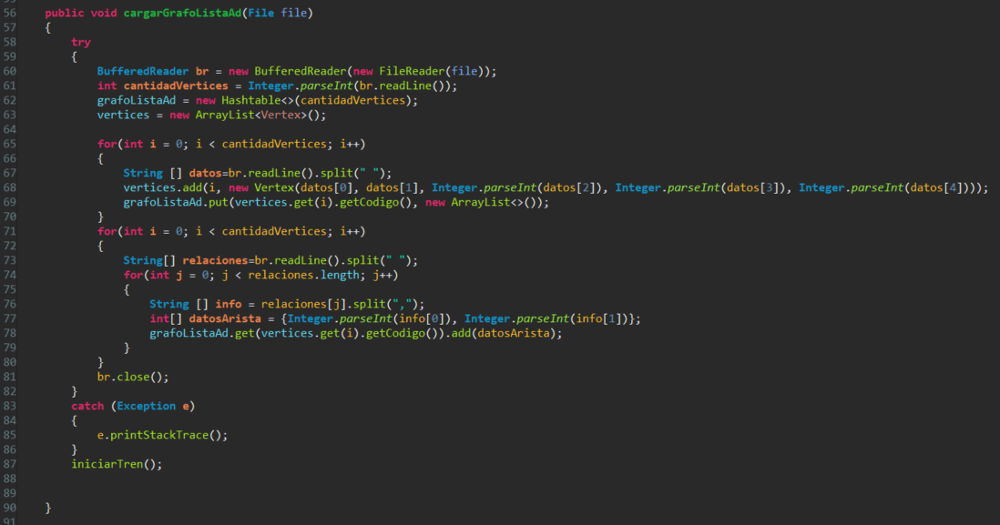 56 public void cargarGrafoListaAd(File file)
57 {
58 try
59 {
60 BufferedReader br = new BufferedReader(new FileReader(file));
61 int cantidadVertices = Integer.parseInt(br.readLine());
62 grafoListaAd = new Hashtable<>(cantidadVertices);
63 vertices = new ArrayList<Vertex>();
64
65 for(int i = 0; i < cantidadVertices; i++)
66 {
67 String [] datos=br.readLine().split(" ");
68 vertices.add(i, new Vertex(datos[0], datos[1], Integer.parseInt(datos[2]), Integer.parseInt(datos[3]), Integer.parseInt(datos[4])));
69 grafoListaAd.put(vertices.get(i).getCodigo(), new ArrayList<>());
70 }
71 for(int i = 0; i < cantidadVertices; i++)
72 {
73 String[] relaciones=br.readLine().split(" ");
74 for(int j = 0; j < relaciones.length; j++)
75 {
76 String [] info = relaciones[j].split(",");
77 int[] datosArista = {Integer.parseInt(info[0]), Integer.parseInt(info[1])};
78 grafoListaAd.get(vertices.get(i).getCodigo()).add(datosArista);
79 }
80 }
81 br.close();
82 }
83 catch (Exception e)
84 {
85 e.printStackTrace();
86 }
87 iniciarTren();
88
89
90 }
91